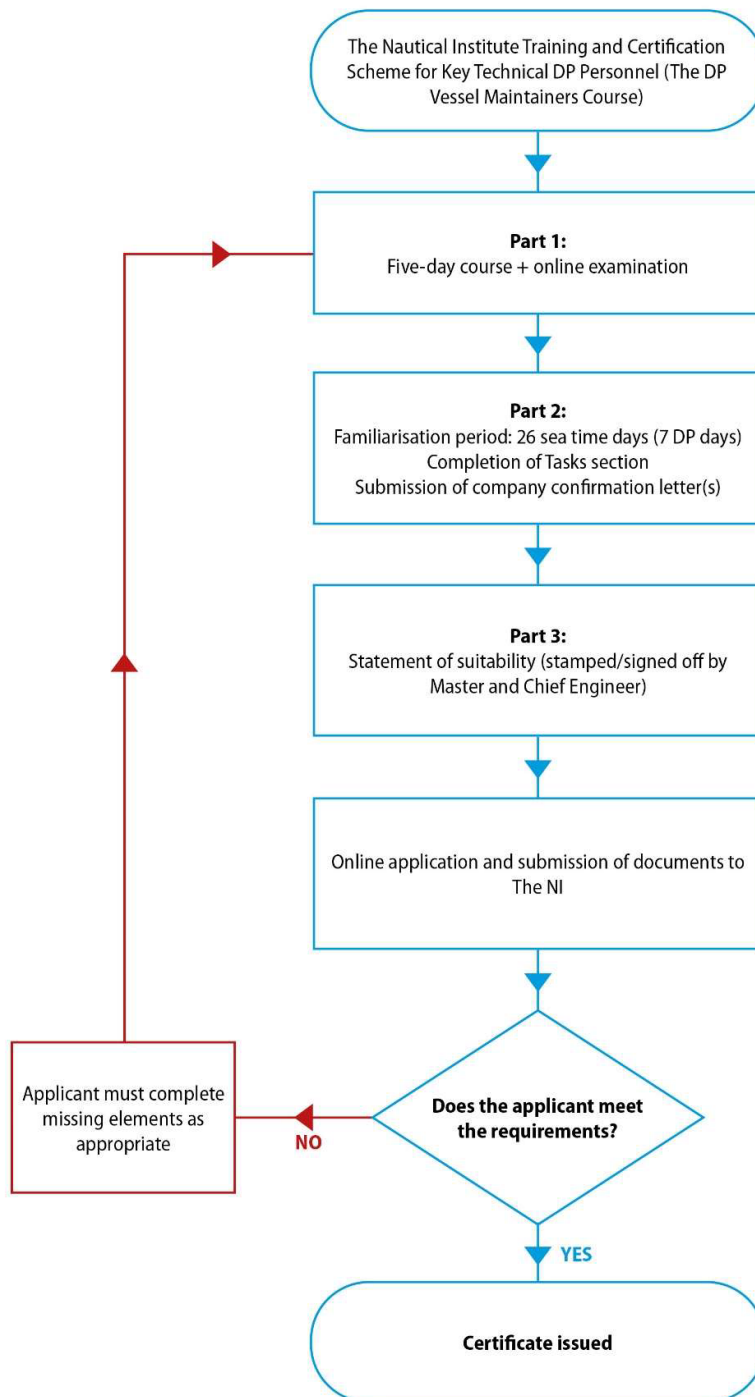 The Nautical Institute Training and Certification
Scheme for Key Technical DP Personnel (The DP
Vessel Maintainers Course)
Part 1:
Five-day course + online examination
Part 2:
Familiarisation period: 26 sea time days (7 DP days)
Completion of Tasks section
Submission of company confirmation letter(s)
Part 3:
Statement of suitability (stamped/signed off by
Master and Chief Engineer)
Online application and submission of documents to
The NI
Does the applicant meet
the requirements?
NO
Applicant must complete
missing elements as
appropriate
YES
Certificate issued